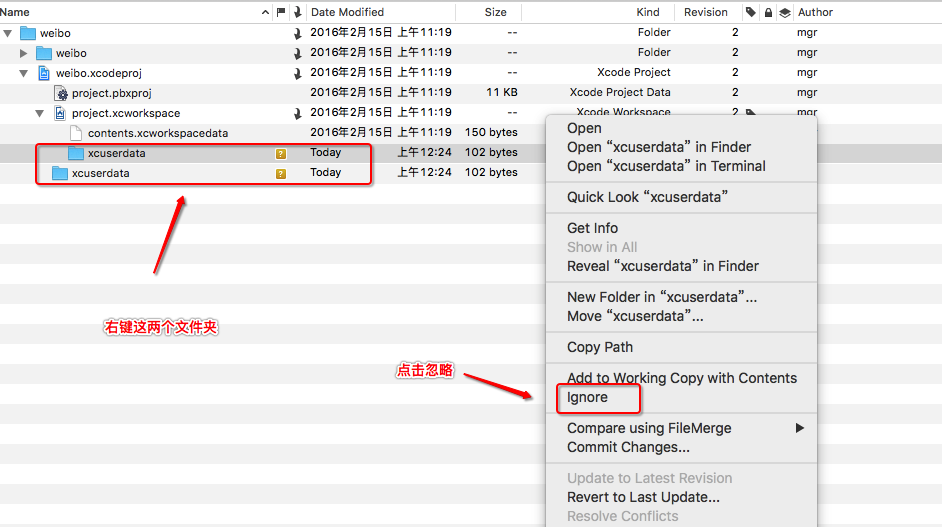 Name Date Modified Size Kind Revision Author
weibo 2016年2月15日 上午11:19 -- Folder 2 mgr
weibo 2016年2月15日 上午11:19 -- Folder 2 mgr
weibo.xcodeproj 2016年2月15日 上午11:19 -- Xcode Project 2 mgr
project.pbxproj 2016年2月15日 上午11:19 11 KB Xcode Project Data 2 mgr
project.xcworkspace 2016年2月15日 上午11:19 -- Xcode Workspace 2 mgr
contents.xcworkspacedata 2016年2月15日 上午11:19 150 bytes
xcuserdata ? Today 上午12:24 102 bytes
xcuserdata ? Today 上午12:24 102 bytes
右键这两个文件夹
点击忽略
Open
Open “xcuserdata” in Finder
Open “xcuserdata” in Terminal
Quick Look “xcuserdata”
Get Info
Show in All
Reveal “xcuserdata” in Finder
New Folder in “xcuserdata”...
Move “xcuserdata”...
Copy Path
Add to Working Copy with Contents
Ignore
Compare using FileMerge
Commit Changes...
Update to Latest Revision
Revert to Last Update...
Resolve Conflicts